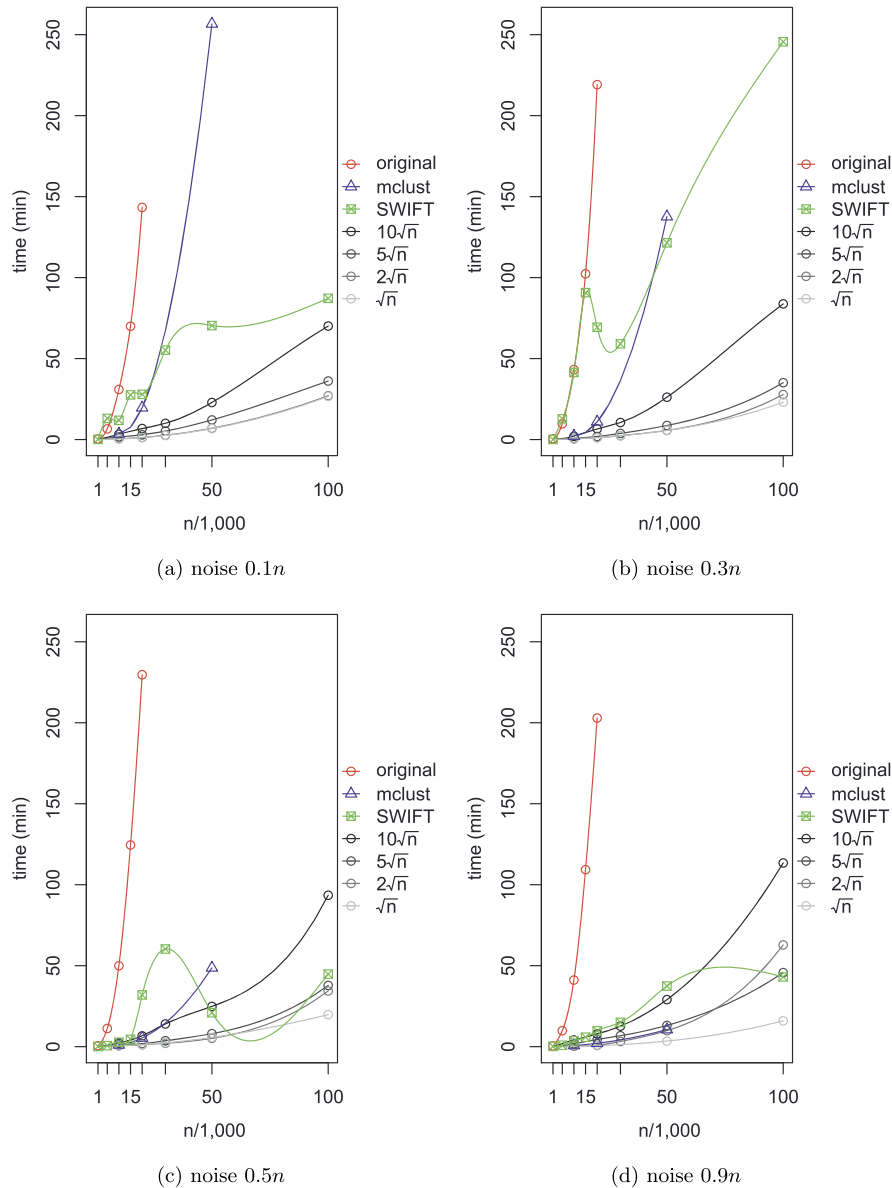 time (min)
0
50
100
150
200
250
1
15
50
100
n/1,000
original
mclust
SWIFT
10√n
5√n
2√n
√n
(a) noise 0.1n
time (min)
0
50
100
150
200
250
1
15
50
100
n/1,000
original
mclust
SWIFT
10√n
5√n
2√n
√n
(b) noise 0.3n
time (min)
0
50
100
150
200
250
1
15
50
100
n/1,000
original
mclust
SWIFT
10√n
5√n
2√n
√n
(c) noise 0.5n
time (min)
0
50
100
150
200
250
1
15
50
100
n/1,000
original
mclust
SWIFT
10√n
5√n
2√n
√n
(d) noise 0.9n